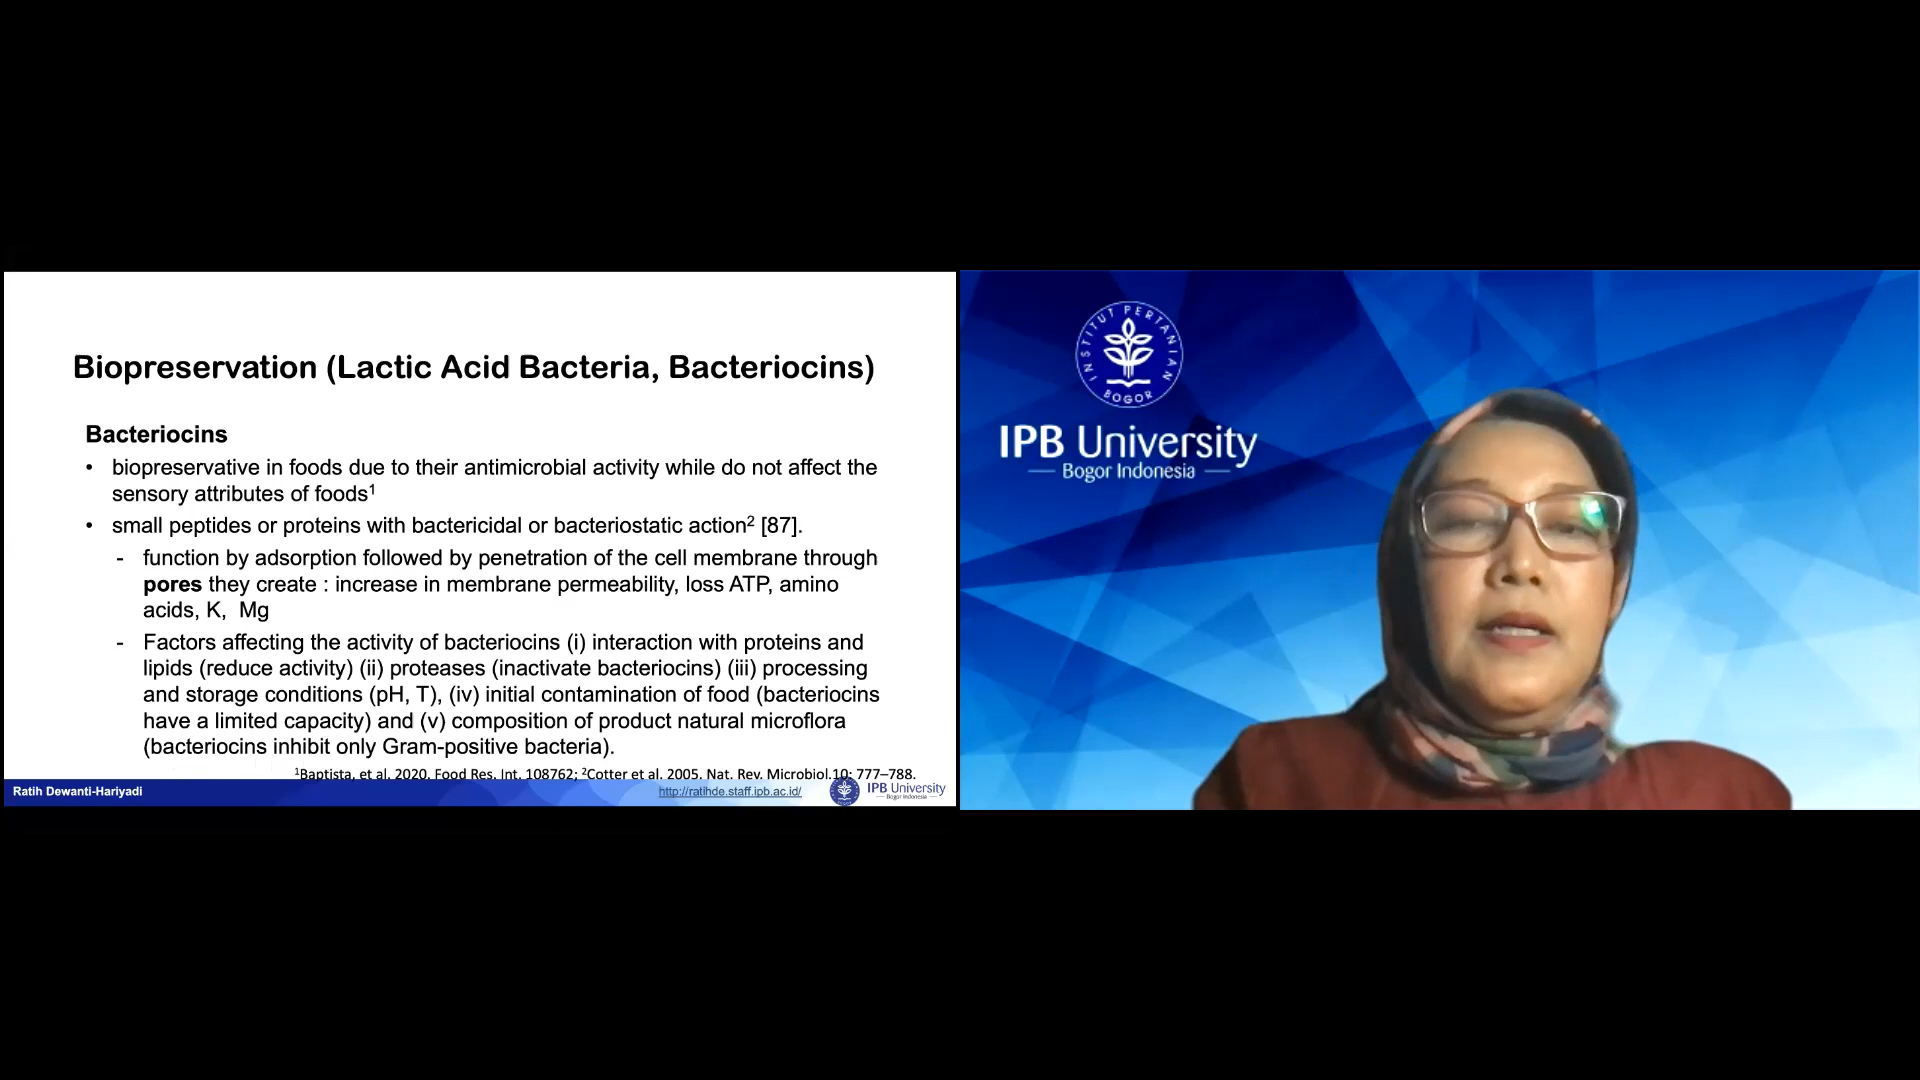 Biopreservation (Lactic Acid Bacteria, Bacteriocins)
Bacteriocins
• biopreservative in foods due to their antimicrobial activity while do not affect the
sensory attributes of foods¹
• small peptides or proteins with bactericidal or bacteriostatic action² [87].
- function by adsorption followed by penetration of the cell membrane through
pores they create : increase in membrane permeability, loss ATP, amino
acids, K, Mg
- Factors affecting the activity of bacteriocins (i) interaction with proteins and
lipids (reduce activity) (ii) proteases (inactivate bacteriocins) (iii) processing
and storage conditions (pH, T), (iv) initial contamination of food (bacteriocins
have a limited capacity) and (v) composition of product natural microflora
(bacteriocins inhibit only Gram-positive bacteria).
¹Baptista, et al. 2020. Food Res. Int. 108762; ²Cotter et al. 2005. Nat. Rev. Microbiol.10: 777–788.
Ratih Dewanti-Hariyadi
http://ratihde.staff.ipb.ac.id/
IPB University
Bogor Indonesia
INSTITUT PERTANIAN
BOGOR
IPB University
Bogor Indonesia